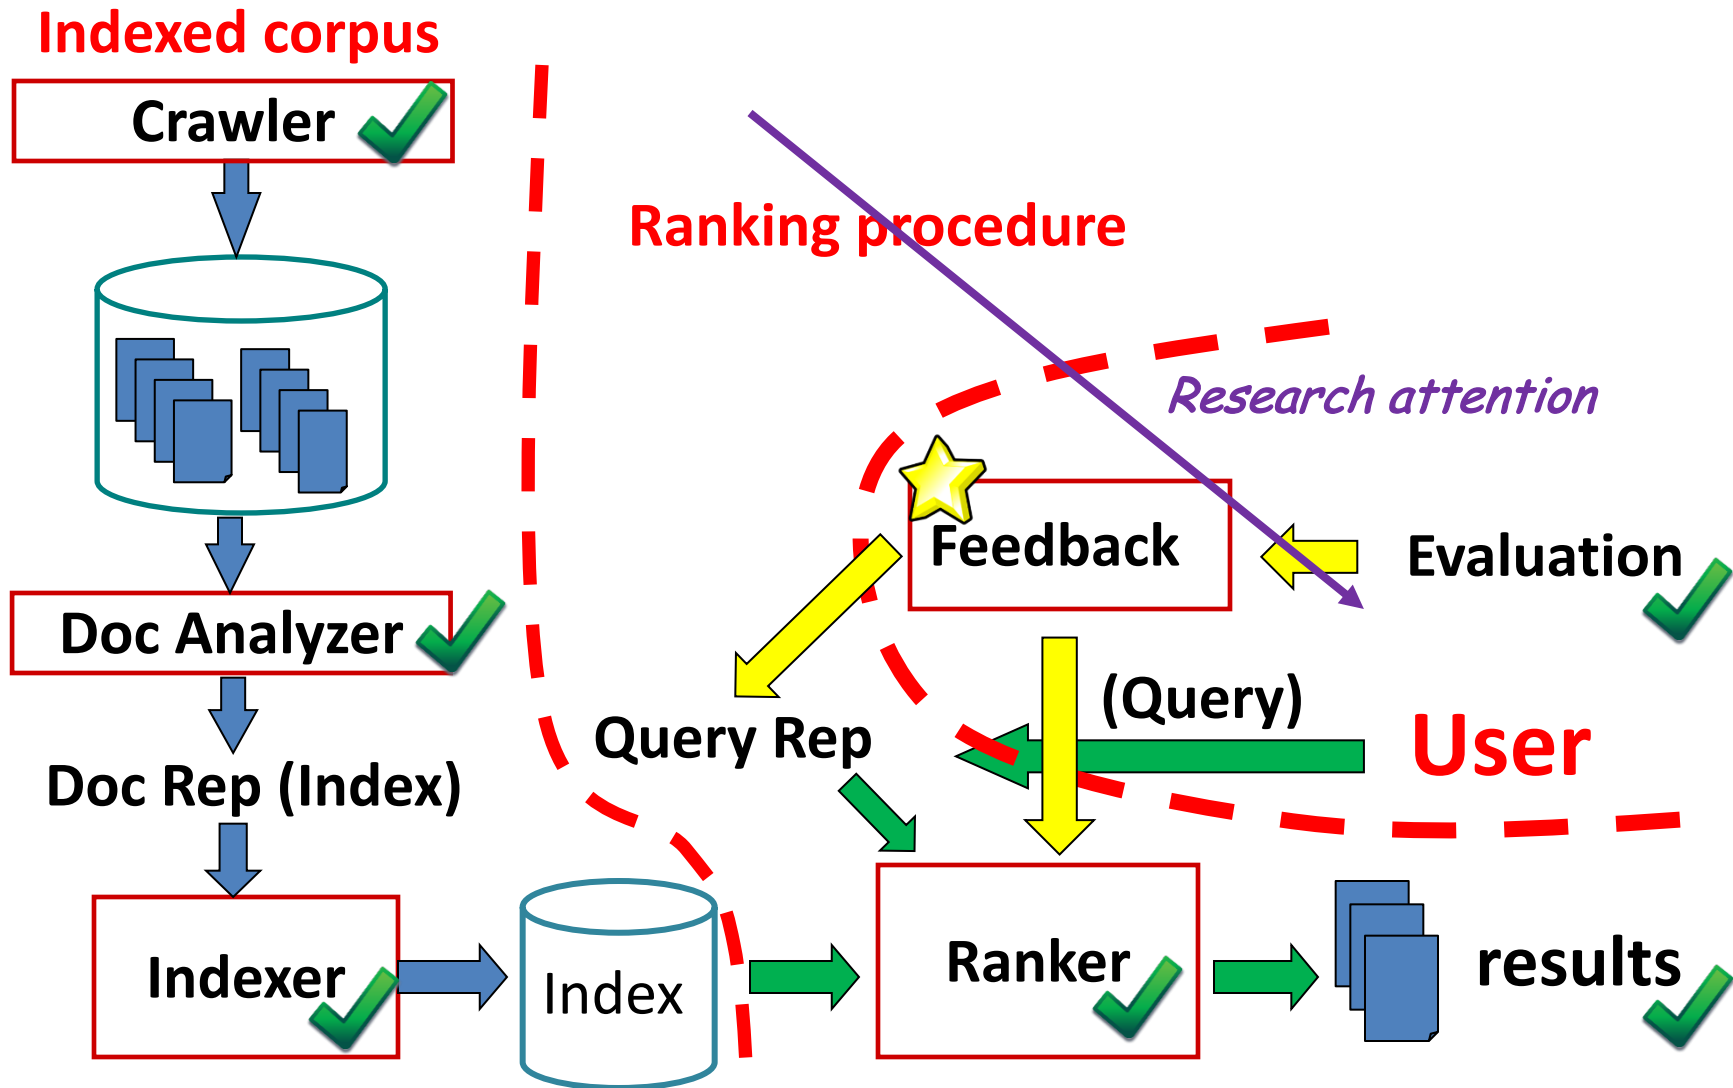 Indexed corpus
Crawler
Ranking procedure
Research attention
Feedback
Evaluation
Doc Analyzer
(Query)
User
Query Rep
Doc Rep (Index)
Indexer
Index
Ranker
results